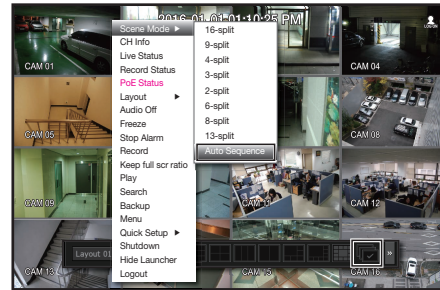 2016-01-01 01:10:25 PM
LOGON
Scene Mode ▶
CH Info
Live Status
Record Status
PoE Status
Layout ▶
Audio Off
Freeze
Stop Alarm
Record
Keep full scr ratio
Play
Search
Backup
Menu
Quick Setup ▶
Shutdown
Hide Launcher
Logout
16-split
9-split
4-split
3-split
2-split
6-split
8-split
13-split
Auto Sequence
CAM 01
CAM 04
CAM 05
CAM 08
CAM 09
CAM 11
CAM 12
Layout 01
CAM 13
CAM 15
CAM 16